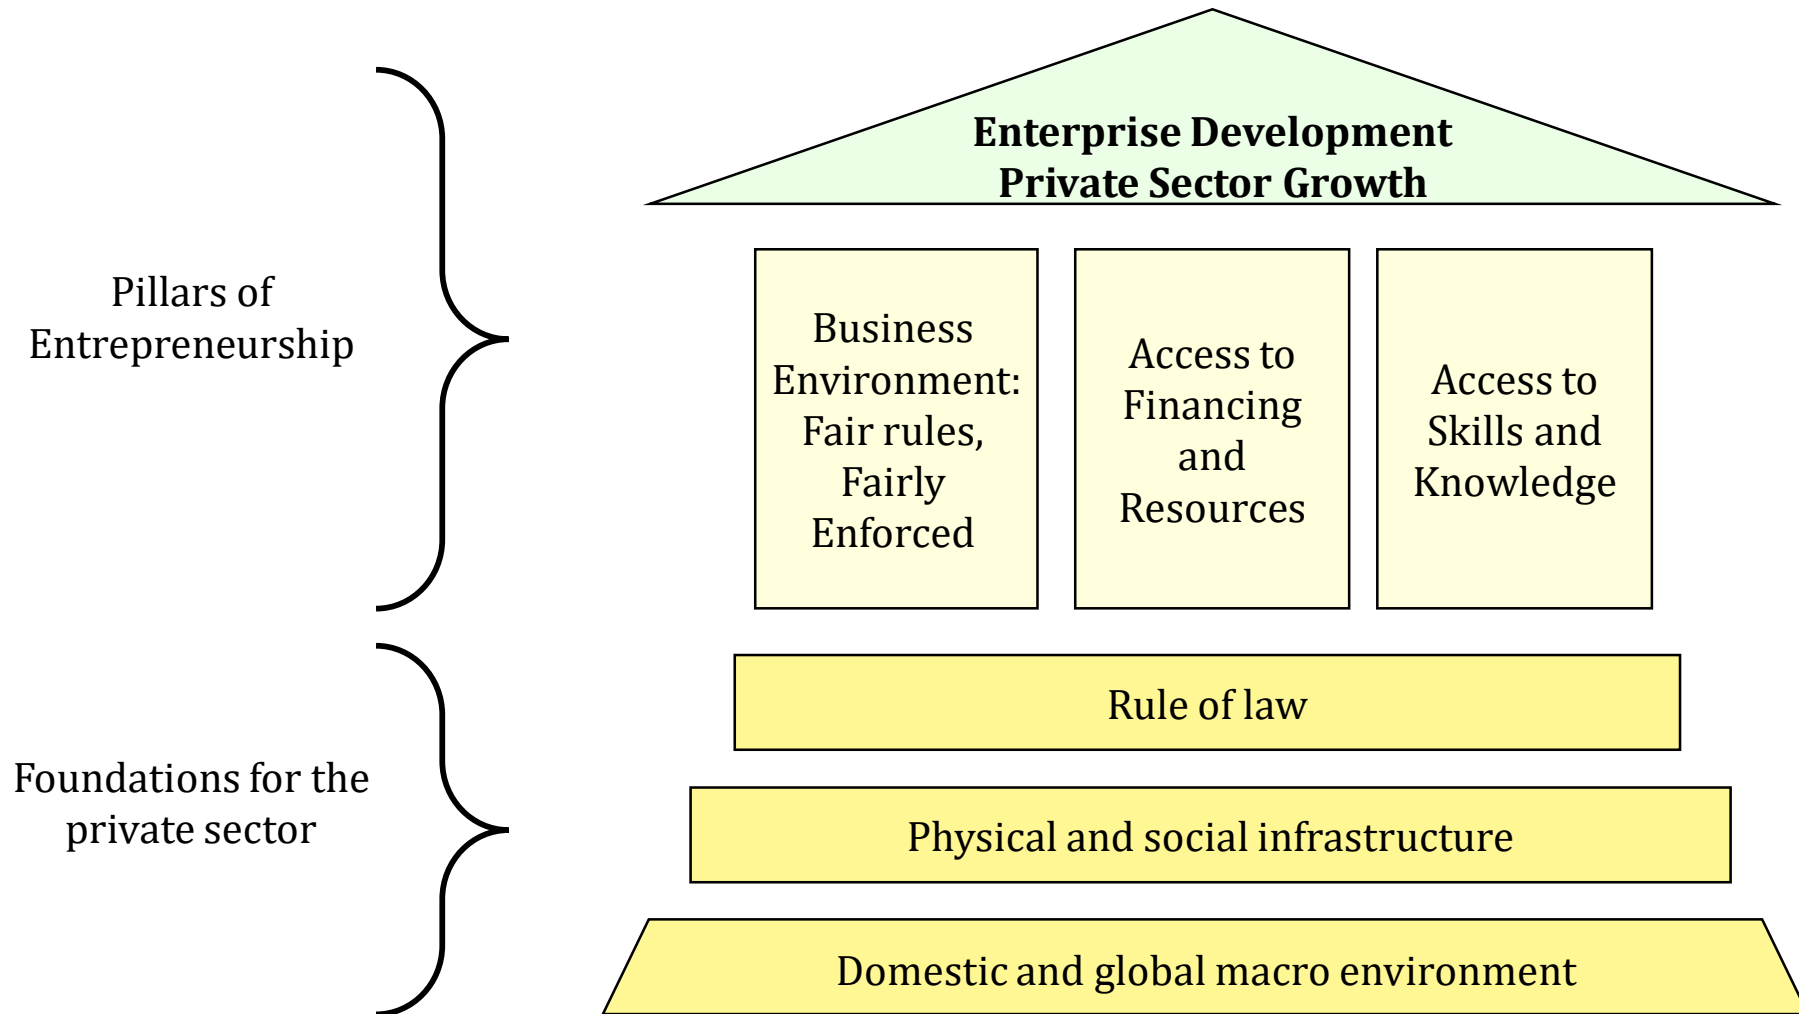 Enterprise Development
Private Sector Growth
Pillars of
Entrepreneurship
Business
Environment:
Fair rules,
Fairly
Enforced
Access to
Financing
and
Resources
Access to
Skills and
Knowledge
Foundations for the
private sector
Rule of law
Physical and social infrastructure
Domestic and global macro environment